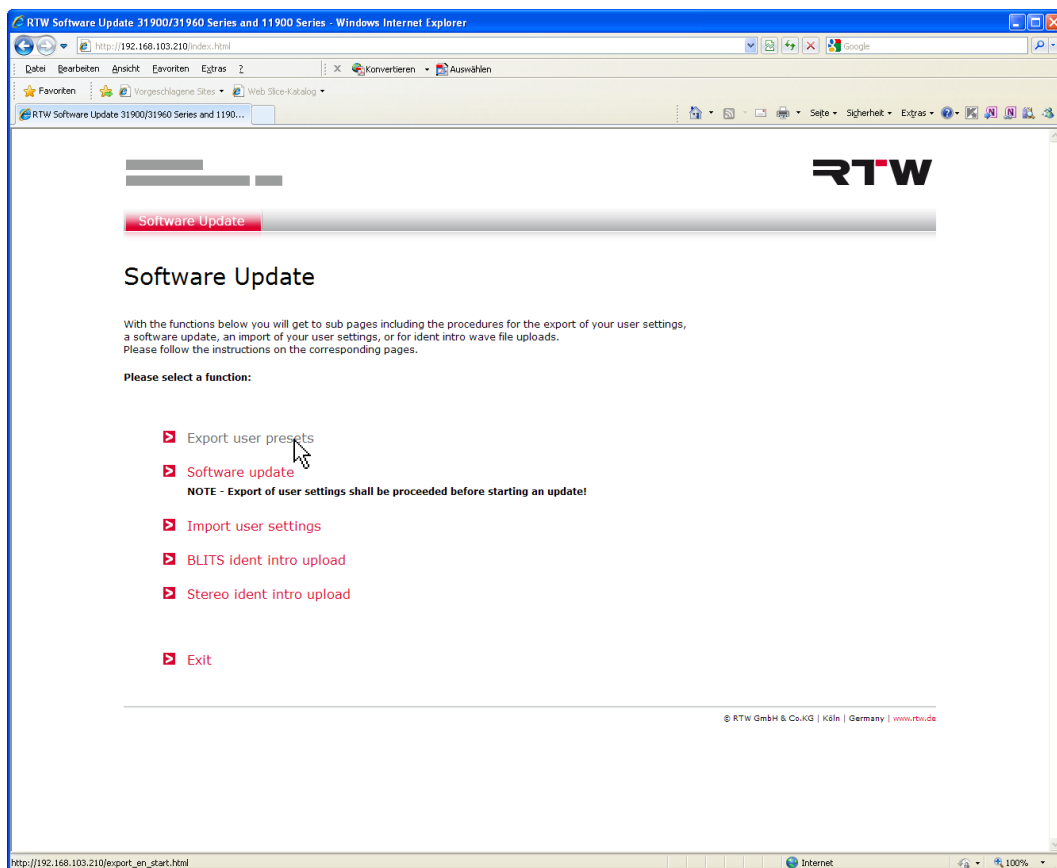 RTW Software Update 31900/31960 Series and 11900 Series - Windows Internet Explorer
http://192.168.103.210/index.html
Google
Datei Bearbeiten Ansicht Favoriten Extras ?
X Konvertieren Auswählen
Favoriten Vorgeschlagene Sites Web Slice-Katalog
RTW Software Update 31900/31960 Series and 1190...
Seite Sicherheit Extras
RTW
Software Update
Software Update
With the functions below you will get to sub pages including the procedures for the export of your user settings,
a software update, an import of your user settings, or for ident intro wave file uploads.
Please follow the instructions on the corresponding pages.
Please select a function:
Export user presets
Software update
NOTE - Export of user settings shall be proceeded before starting an update!
Import user settings
BLITS ident intro upload
Stereo ident intro upload
Exit
© RTW GmbH & Co.KG | Köln | Germany | www.rtw.de
http://192.168.103.210/export_en_start.html
Internet
100%